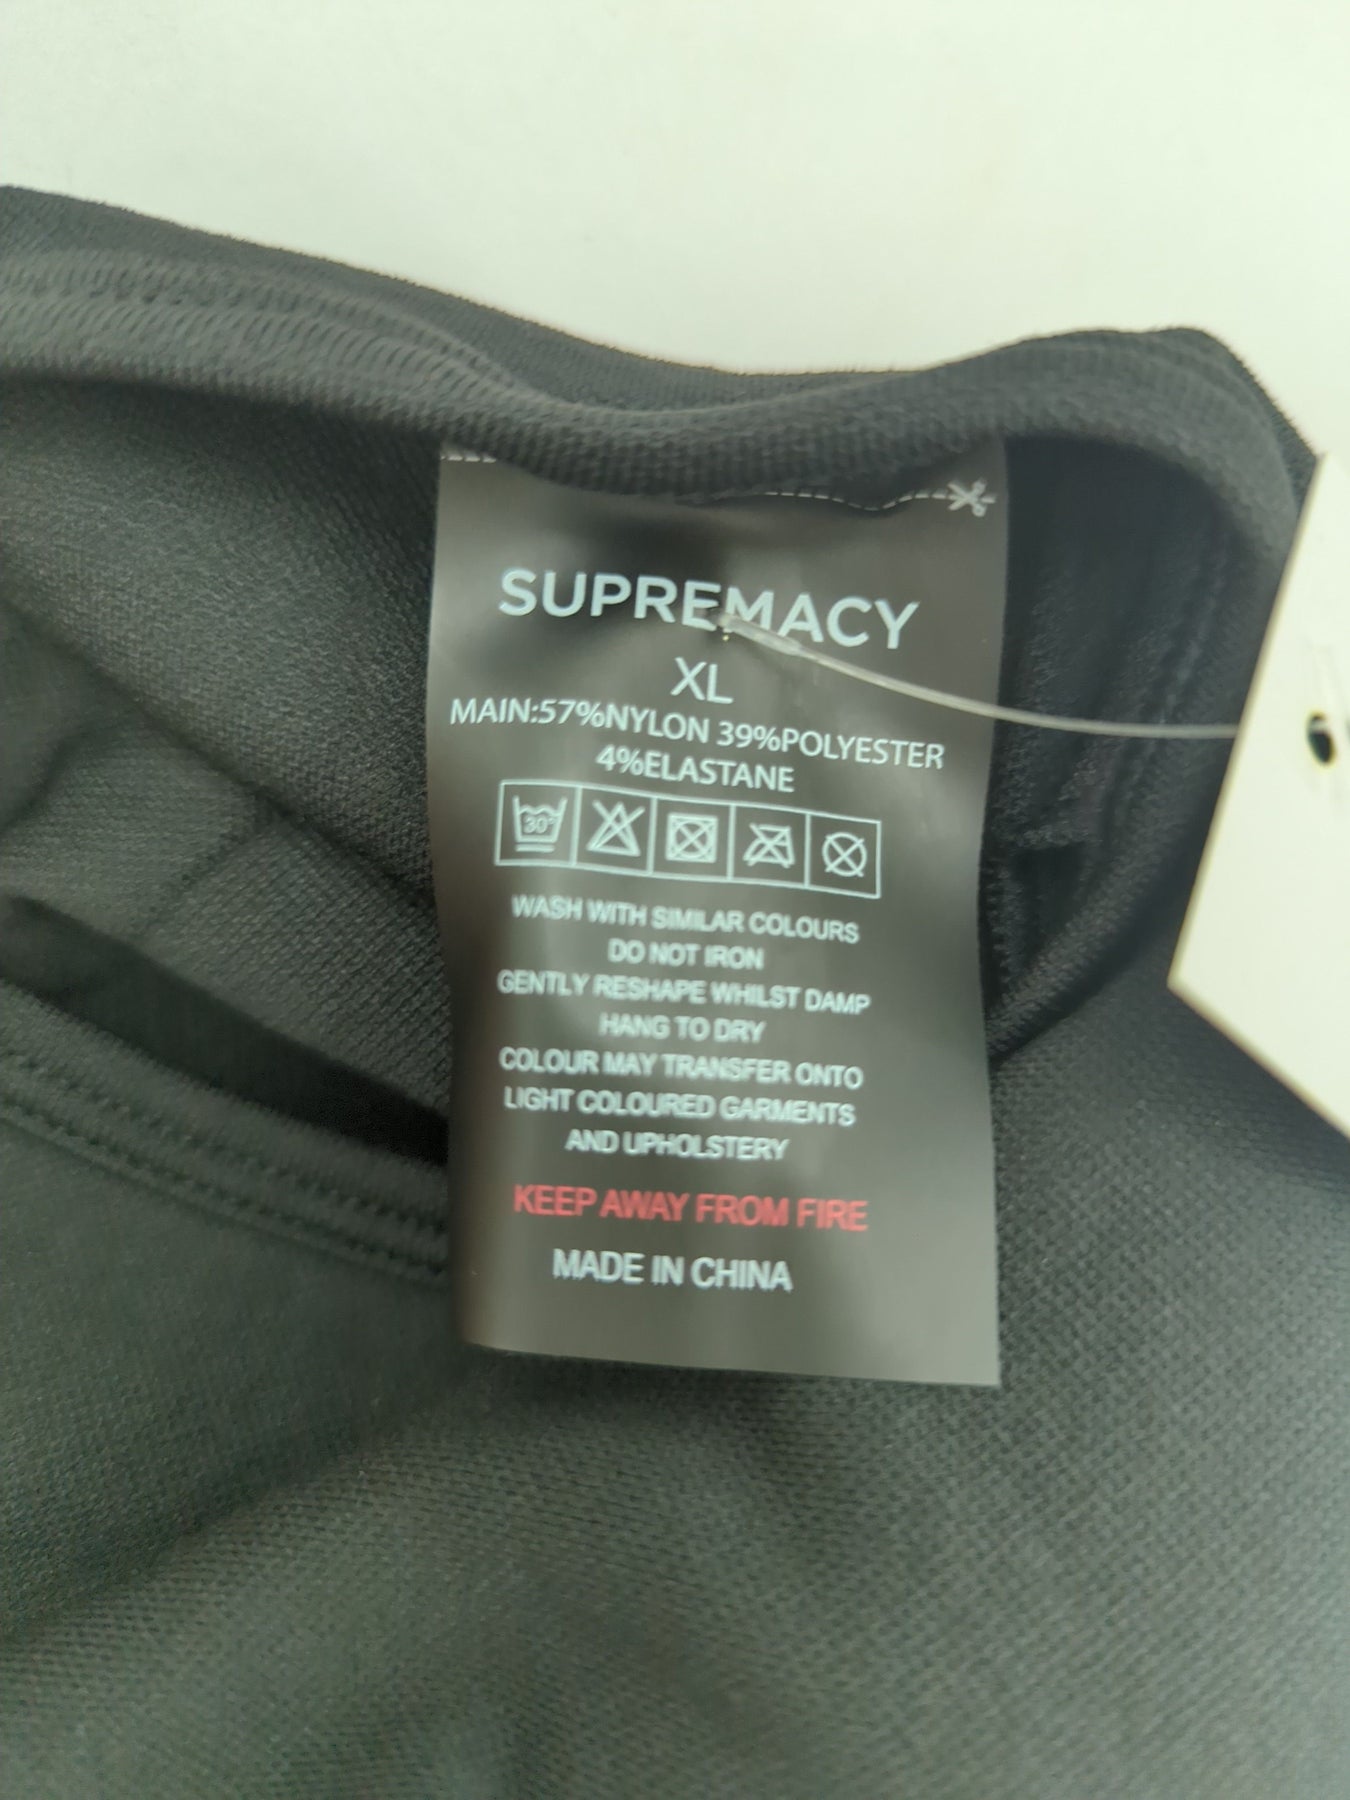 SUPREMACY
XL
MAIN:57%NYLON 39%POLYESTER
4%ELASTANE
30°
WASH WITH SIMILAR COLOURS
DO NOT IRON
GENTLY RESHAPE WHILST DAMP
HANG TO DRY
COLOUR MAY TRANSFER ONTO
LIGHT COLOURED GARMENTS
AND UPHOLSTERY
KEEP AWAY FROM FIRE
MADE IN CHINA